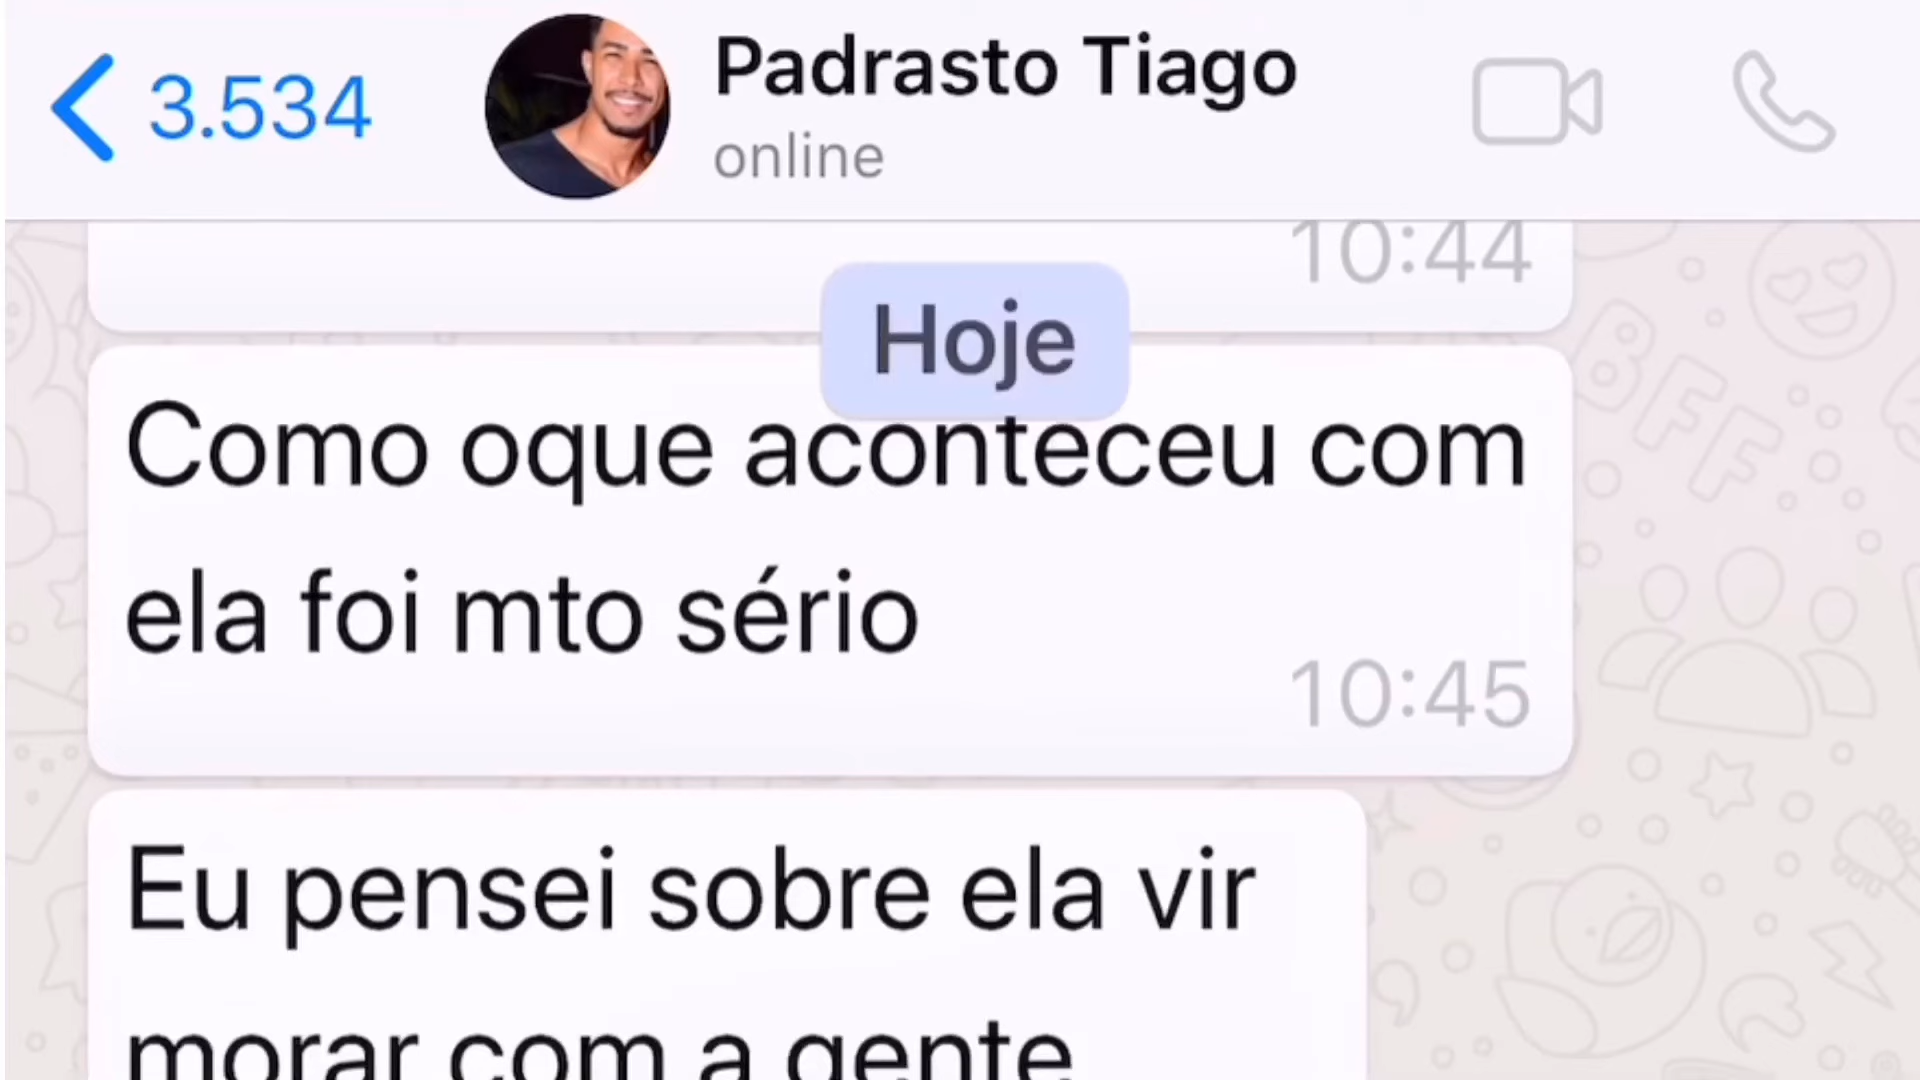 3.534
Padrasto Tiago
online
10:44
Hoje
Como oque aconteceu com
ela foi mto sério
10:45
Eu pensei sobre ela vir
morar com a gente